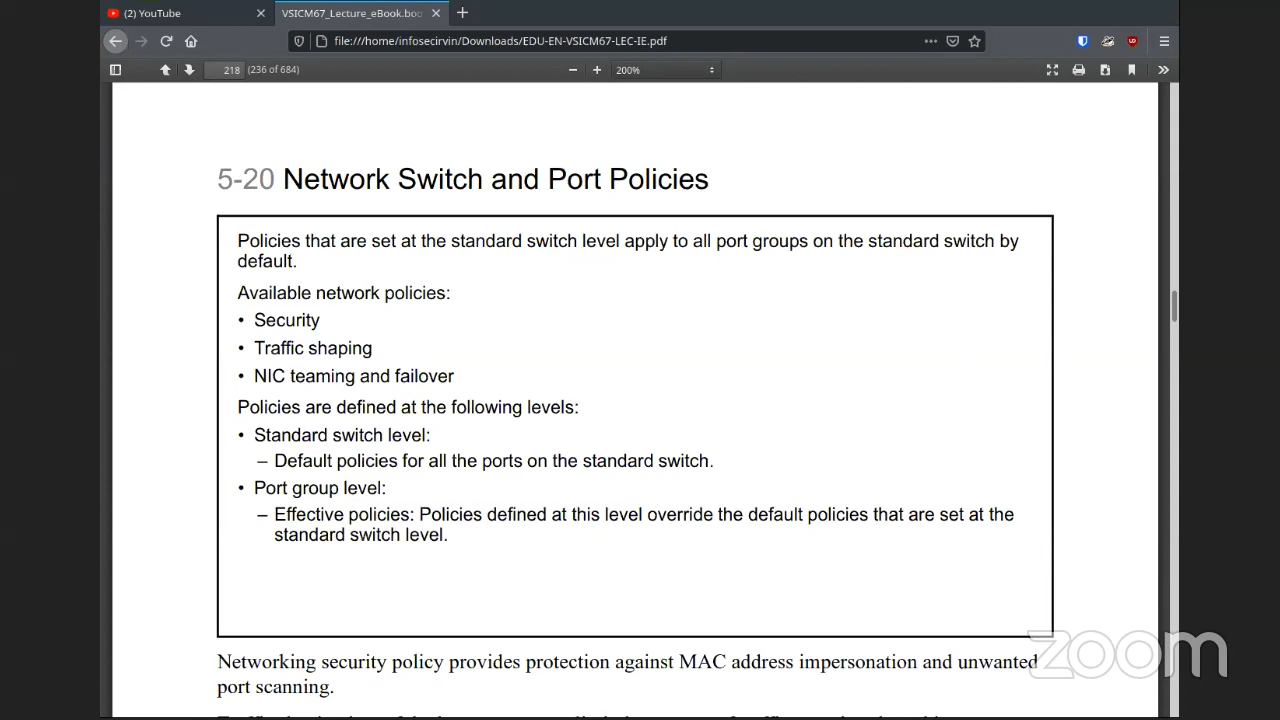 (2) YouTube
VSICM67_Lecture_eBook.boo
file:///home/infosecirvin/Downloads/EDU-EN-VSICM67-LEC-IE.pdf
218 (236 of 684)
200%
5-20 Network Switch and Port Policies
Policies that are set at the standard switch level apply to all port groups on the standard switch by
default.
Available network policies:
• Security
• Traffic shaping
• NIC teaming and failover
Policies are defined at the following levels:
• Standard switch level:
– Default policies for all the ports on the standard switch.
• Port group level:
– Effective policies: Policies defined at this level override the default policies that are set at the
standard switch level.
Networking security policy provides protection against MAC address impersonation and unwanted
port scanning.
zoom